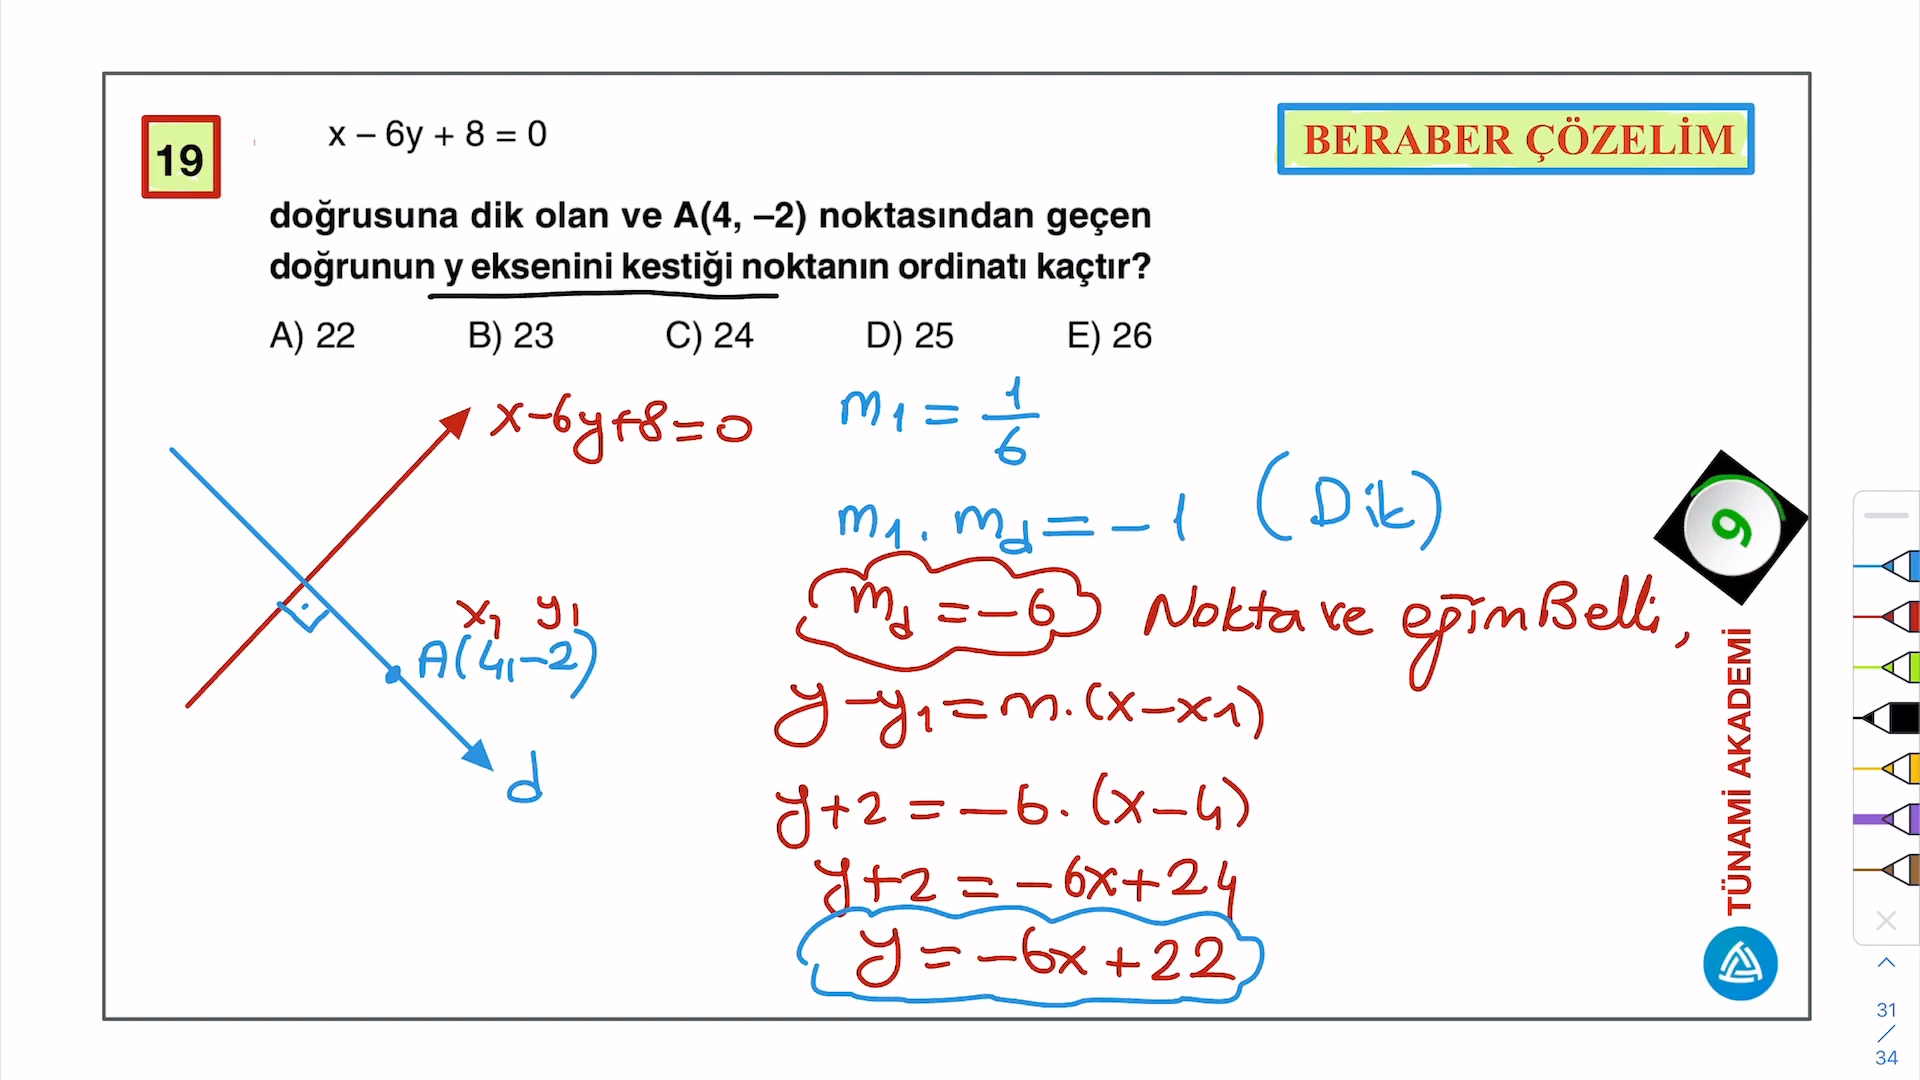 19
x – 6y + 8 = 0
BERABER ÇÖZELİM
doğrusuna dik olan ve A(4, –2) noktasından geçen
doğrunun y eksenini kestiği noktanın ordinatı kaçtır?
A) 22 B) 23 C) 24 D) 25 E) 26
x-6y+8=0
x₁ y₁
A(4,-2)
d
m₁ = 1/6
m₁ . m_d = -1 (Dik)
m_d = -6 Nokta ve eğim Belli,
y-y₁ = m.(x-x₁)
y+2 = -6.(x-4)
y+2 = -6x+24
y = -6x+22
9
TÜNAMİ AKADEMİ
31
/
34